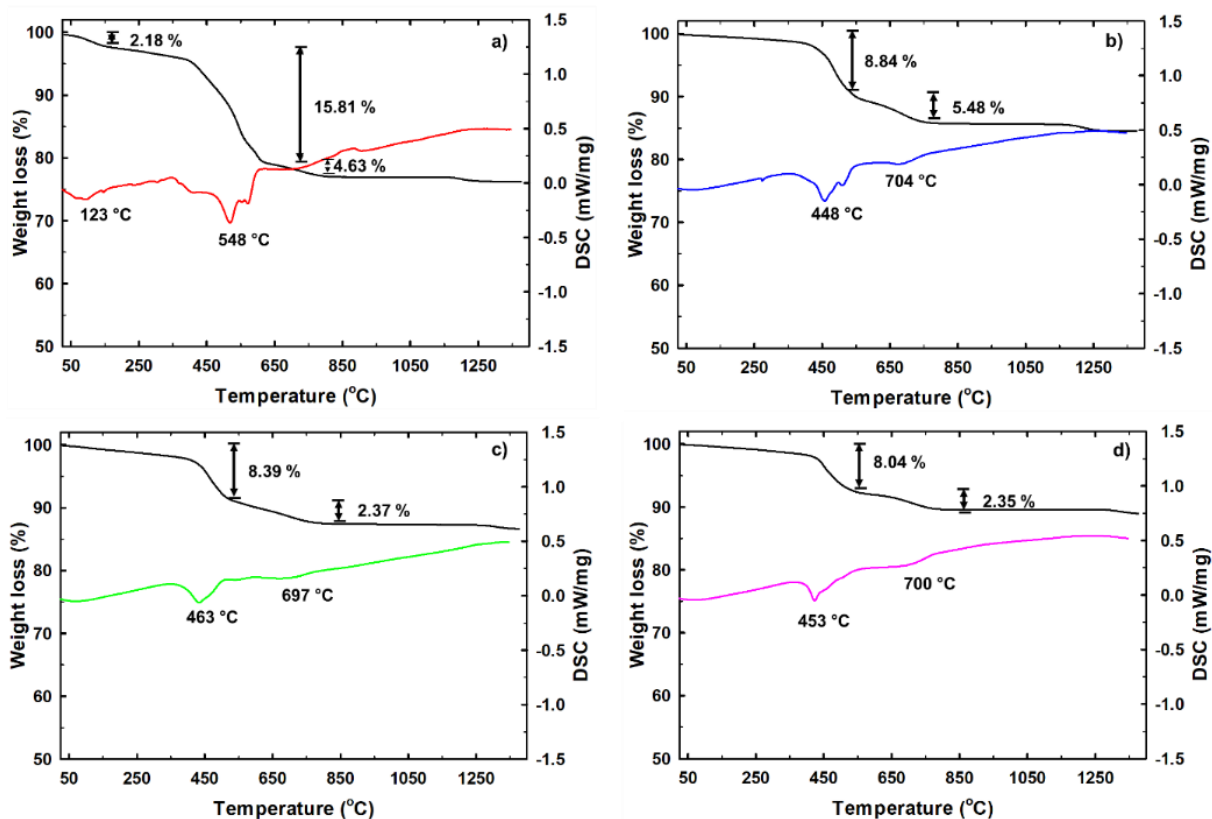 a)
Weight loss (%)
100
90
80
70
60
50
2.18 %
15.81 %
4.63 %
123 °C
548 °C
1.5
1.0
0.5
0.0
-0.5
-1.0
-1.5
DSC (mW/mg)
50 250 450 650 850 1050 1250
Temperature (°C)
b)
Weight loss (%)
100
90
80
70
60
50
8.84 %
5.48 %
448 °C
704 °C
1.5
1.0
0.5
0.0
-0.5
-1.0
-1.5
DSC (mW/mg)
50 250 450 650 850 1050 1250
Temperature (°C)
c)
Weight loss (%)
100
90
80
70
60
50
8.39 %
2.37 %
463 °C
697 °C
1.5
1.0
0.5
0.0
-0.5
-1.0
-1.5
DSC (mW/mg)
50 250 450 650 850 1050 1250
Temperature (°C)
d)
Weight loss (%)
100
90
80
70
60
50
8.04 %
2.35 %
453 °C
700 °C
1.5
1.0
0.5
0.0
-0.5
-1.0
-1.5
DSC (mW/mg)
50 250 450 650 850 1050 1250
Temperature (°C)